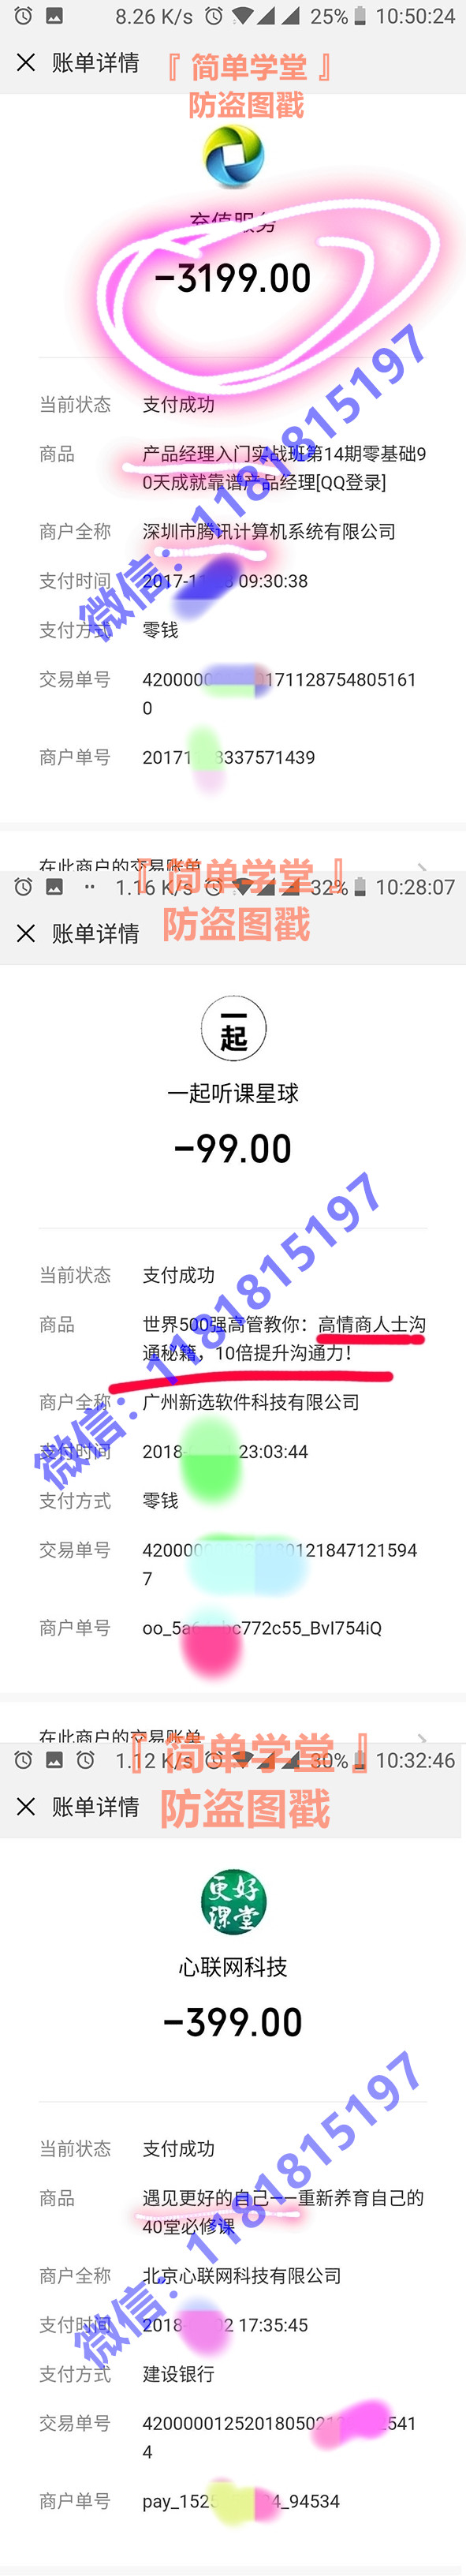 8.26 K/s 25% 10:50:24
账单详情
『 简单学堂 』
防盗图戳
充值服务
-3199.00
当前状态 支付成功
商品 产品经理入门实战班第14期零基础9
0天成就靠谱产品经理[QQ登录]
商户全称 深圳市腾讯计算机系统有限公司
支付时间 2017-11 09:30:38
支付方式 零钱
交易单号 4200000 171128754805161
0
商户单号 20171 3337571439
微信：1181815197
在此商户的交易账单
『 简单学堂 』
1.16 K/s 32% 10:28:07
账单详情
防盗图戳
一起
一起听课星球
-99.00
当前状态 支付成功
商品 世界500强高管教你：高情商人士沟
通秘籍，10倍提升沟通力！
商户全称 广州新选软件科技有限公司
支付时间 2018- 23:03:44
支付方式 零钱
交易单号 420000 0121847121594
7
商户单号 oo_5a bc772c55_BvI754iQ
微信：1181815197
在此商户的交易账单
『 简单学堂 』
1.12 K/s 30% 10:32:46
账单详情
防盗图戳
更好
课堂
心联网科技
-399.00
当前状态 支付成功
商品 遇见更好的自己——重新养育自己的
40堂必修课
商户全称 北京心联网科技有限公司
支付时间 2018- 02 17:35:45
支付方式 建设银行
交易单号 42000001252018050 541
4
商户单号 pay_152 4_94534
微信：1181815197